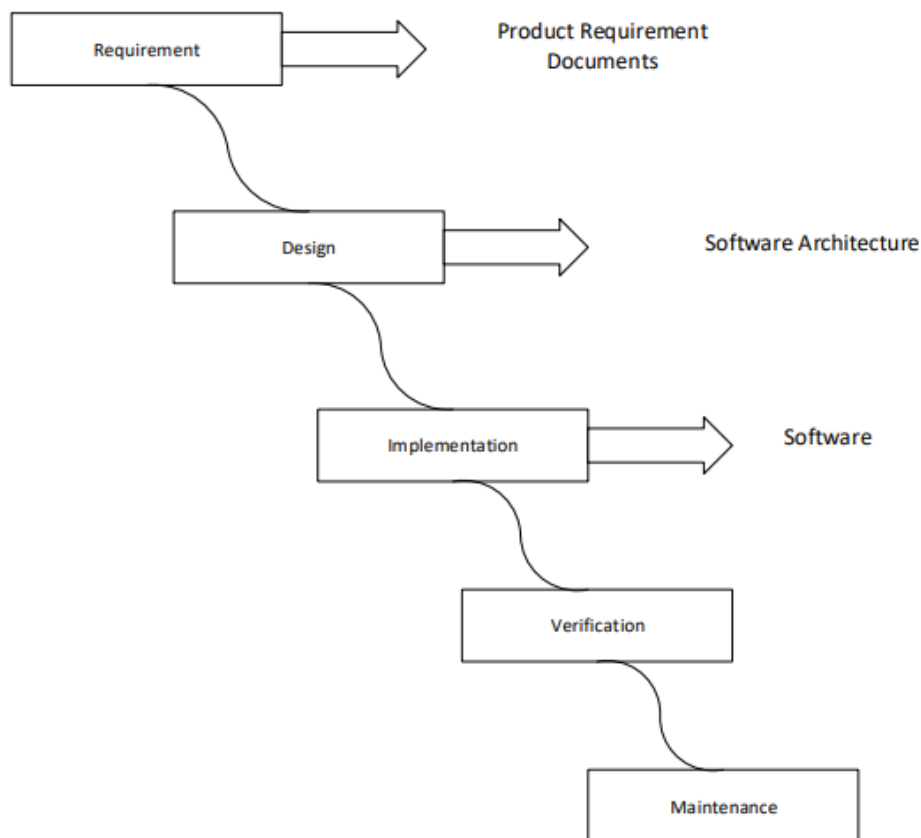 Requirement
Product Requirement
Documents
Design
Software Architecture
Implementation
Software
Verification
Maintenance